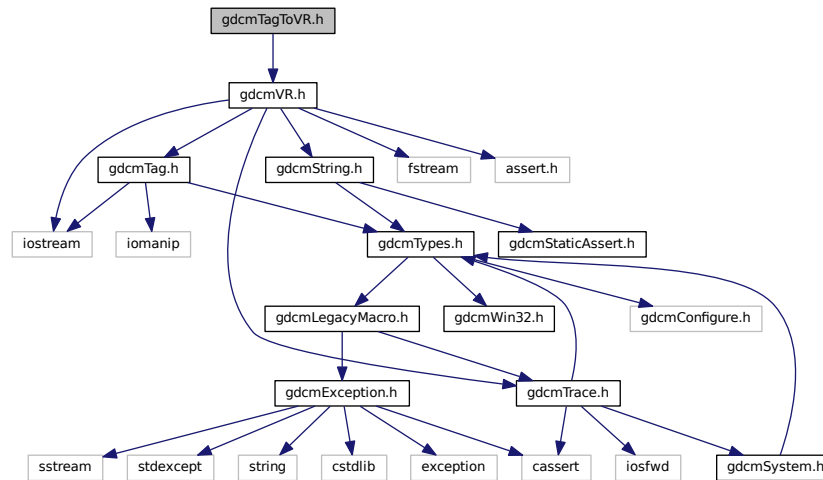 gdcmTagToVR.h
gdcmVR.h
gdcmTag.h
gdcmString.h
fstream
assert.h
iostream
iomanip
gdcmTypes.h
gdcmStaticAssert.h
gdcmLegacyMacro.h
gdcmWin32.h
gdcmConfigure.h
gdcmException.h
gdcmTrace.h
sstream
stdexcept
string
cstdlib
exception
cassert
iosfwd
gdcmSystem.h